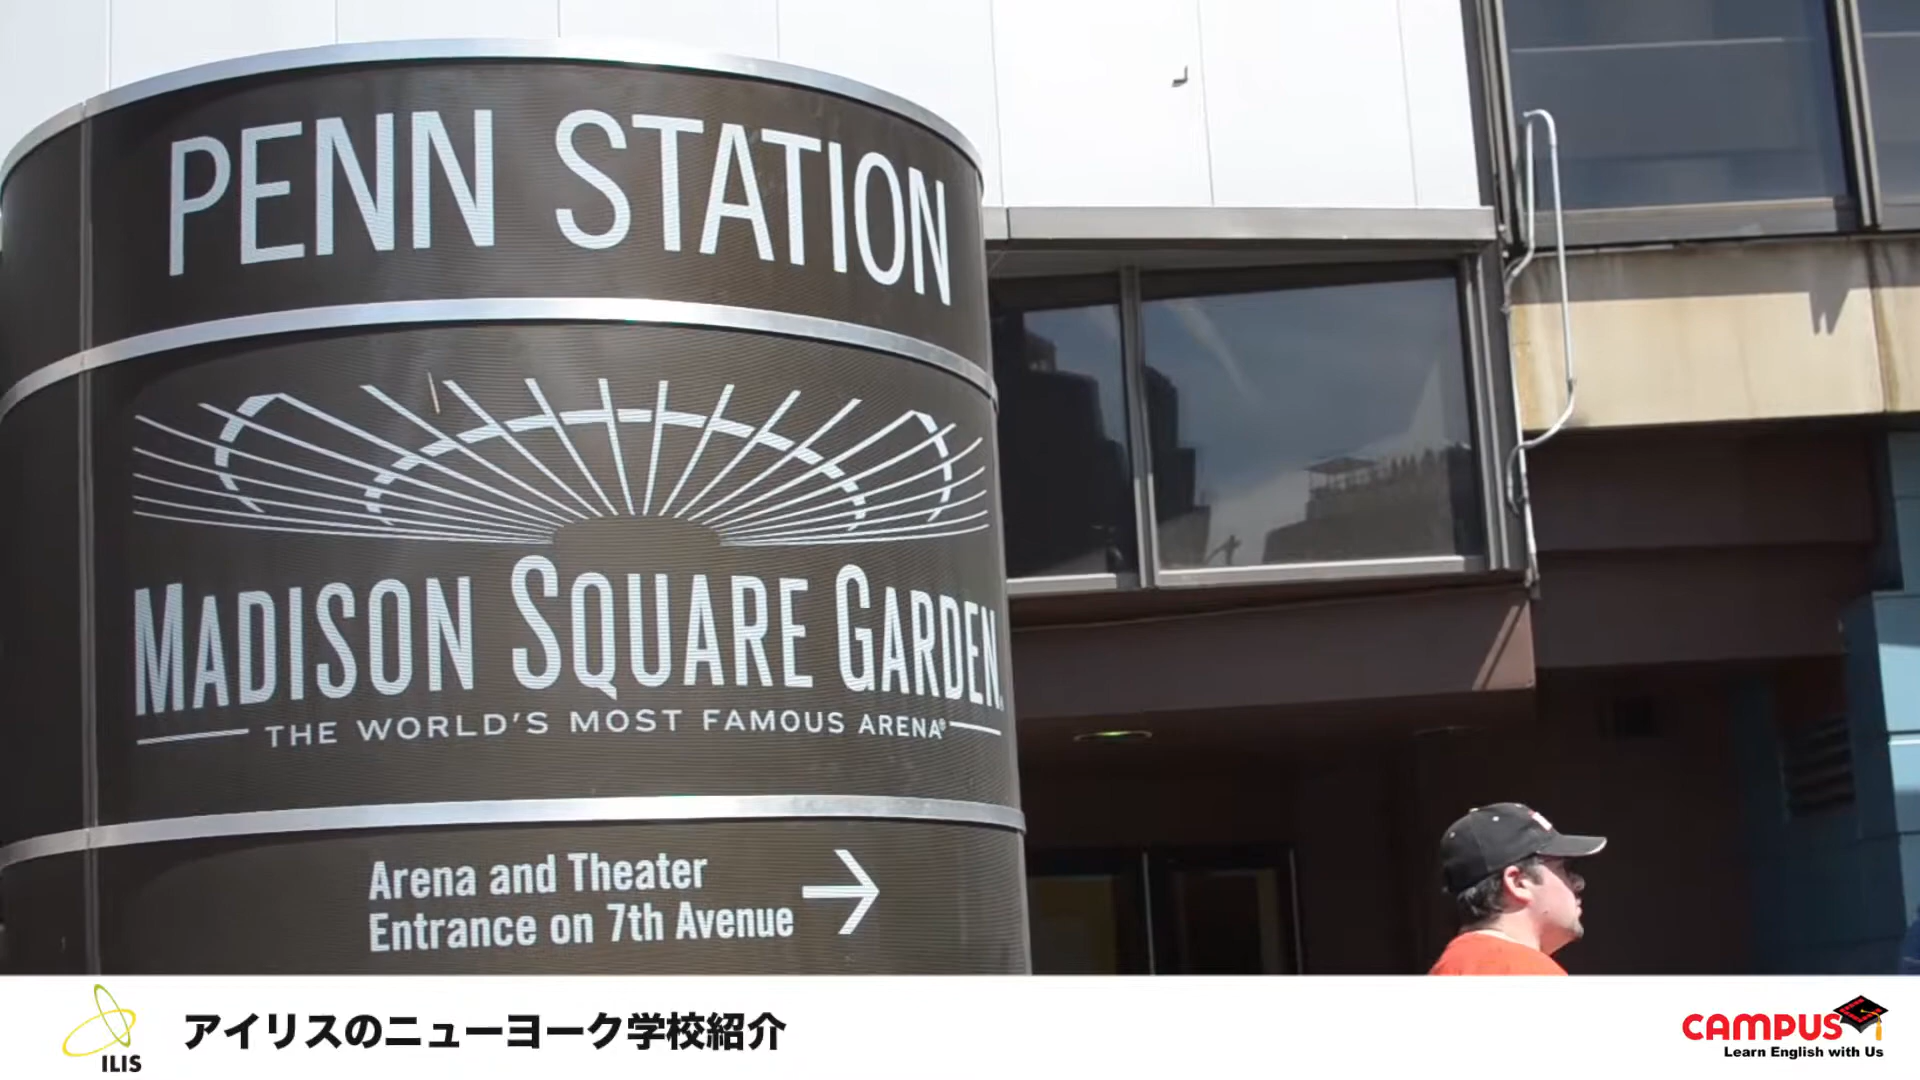 PENN STATION
MADISON SQUARE GARDEN
THE WORLD'S MOST FAMOUS ARENA®
Arena and Theater
Entrance on 7th Avenue
ILIS
アイリスのニューヨーク学校紹介
CAMPUS
Learn English with Us